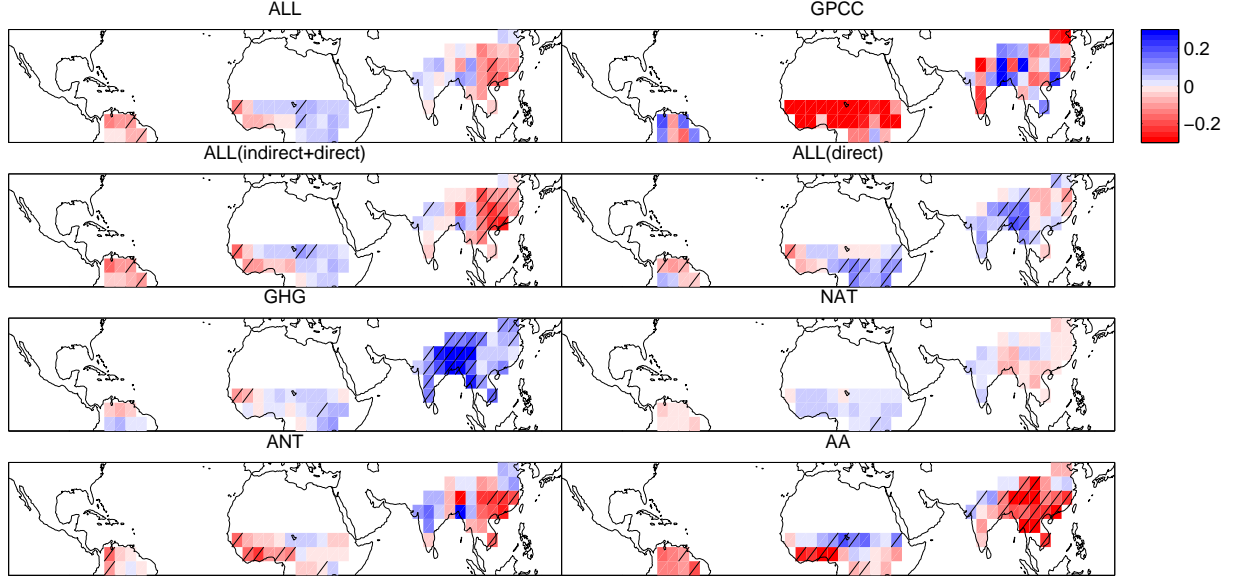 ALL
GPCC
0.2
0
−0.2
ALL(indirect+direct)
ALL(direct)
GHG
NAT
ANT
AA